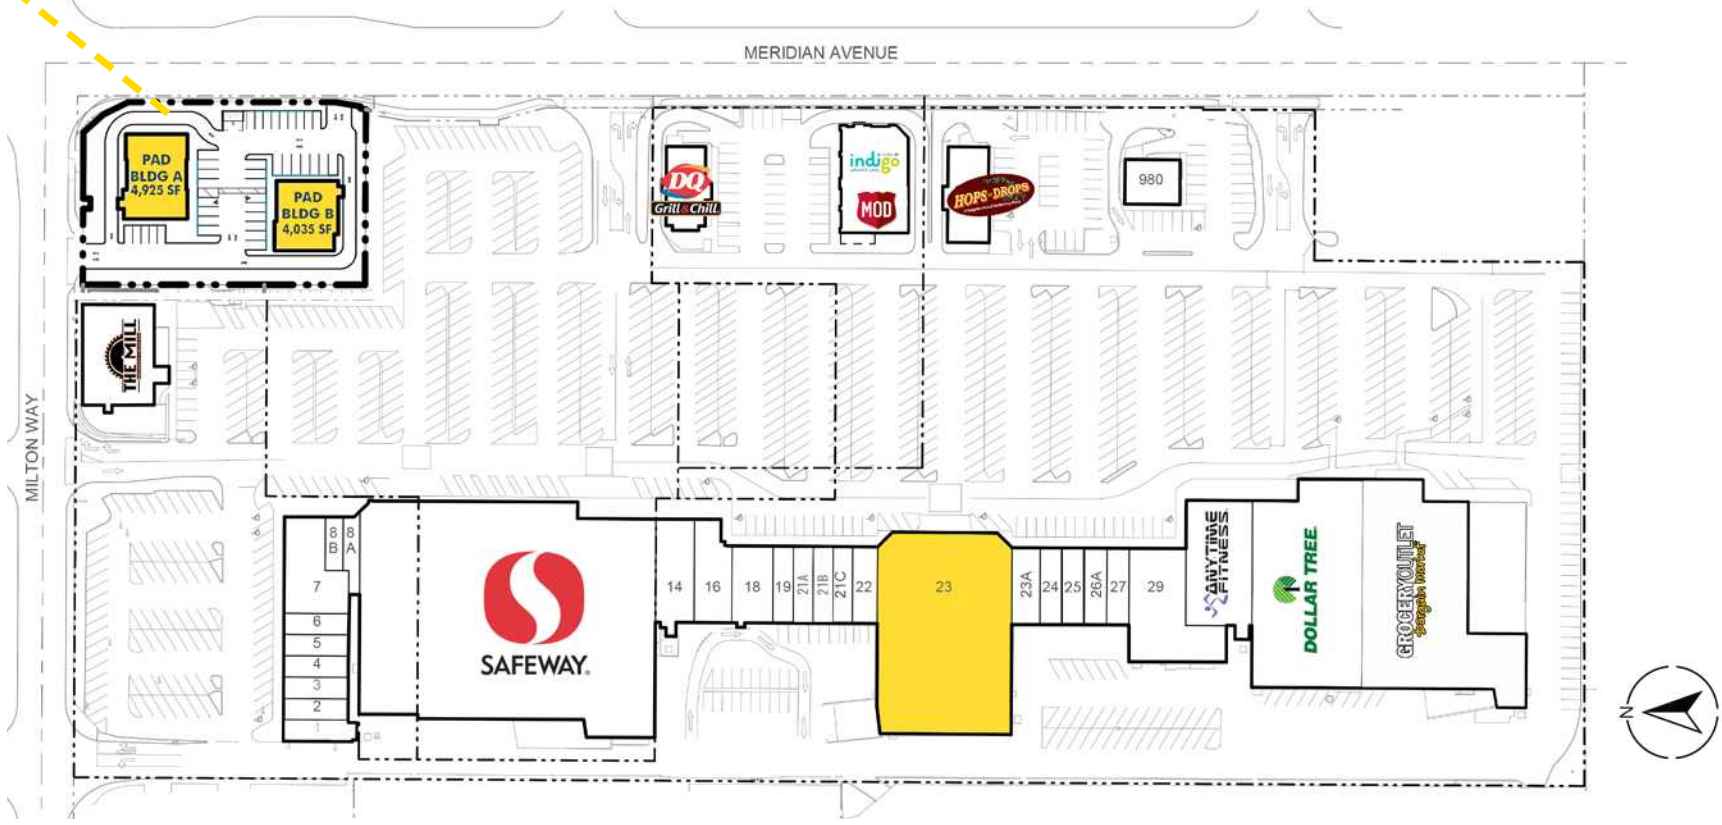 MERIDIAN AVENUE
PAD
BLDG A
4,925 SF
PAD
BLDG B
4,035 SF
DQ
Grill & Chill
indigo
MOD
HOPS n DROPS
980
THE MILL
MILTON WAY
8
B
8
A
7
6
5
4
3
2
1
SAFEWAY
14
16
18
19
21A
21B
21C
22
23
23A
24
25
26A
27
29
ANYTIME
FITNESS
DOLLAR TREE
GROCERY OUTLET
bargain market
N